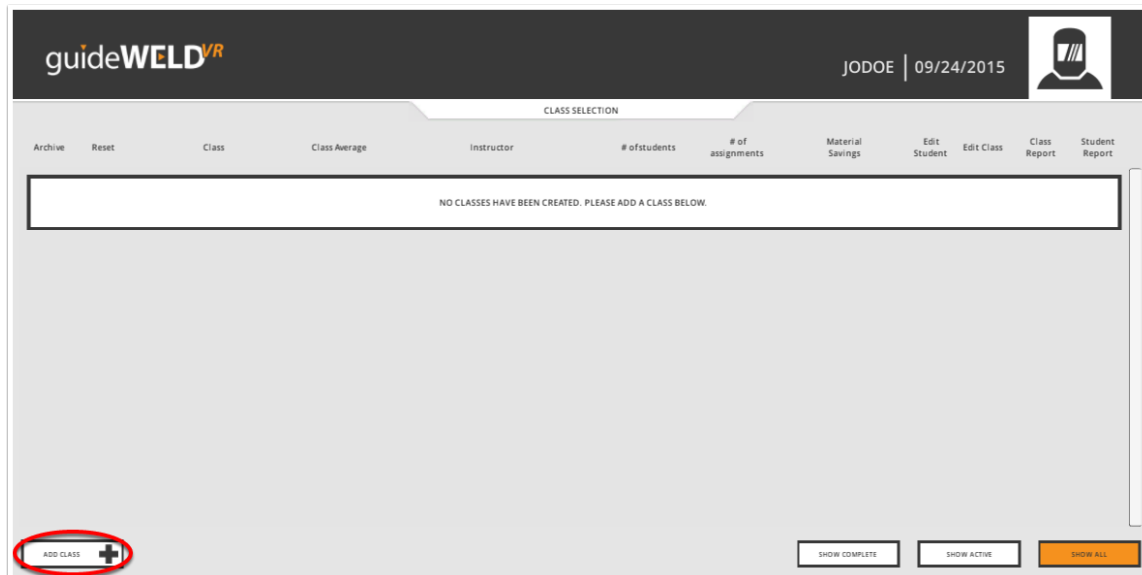 guideWELDVR
JODOE | 09/24/2015
CLASS SELECTION
Archive Reset Class Class Average Instructor # ofstudents # of assignments Material Savings Edit Student Edit Class Class Report Student Report
NO CLASSES HAVE BEEN CREATED. PLEASE ADD A CLASS BELOW.
ADD CLASS SHOW COMPLETE SHOW ACTIVE SHOW ALL